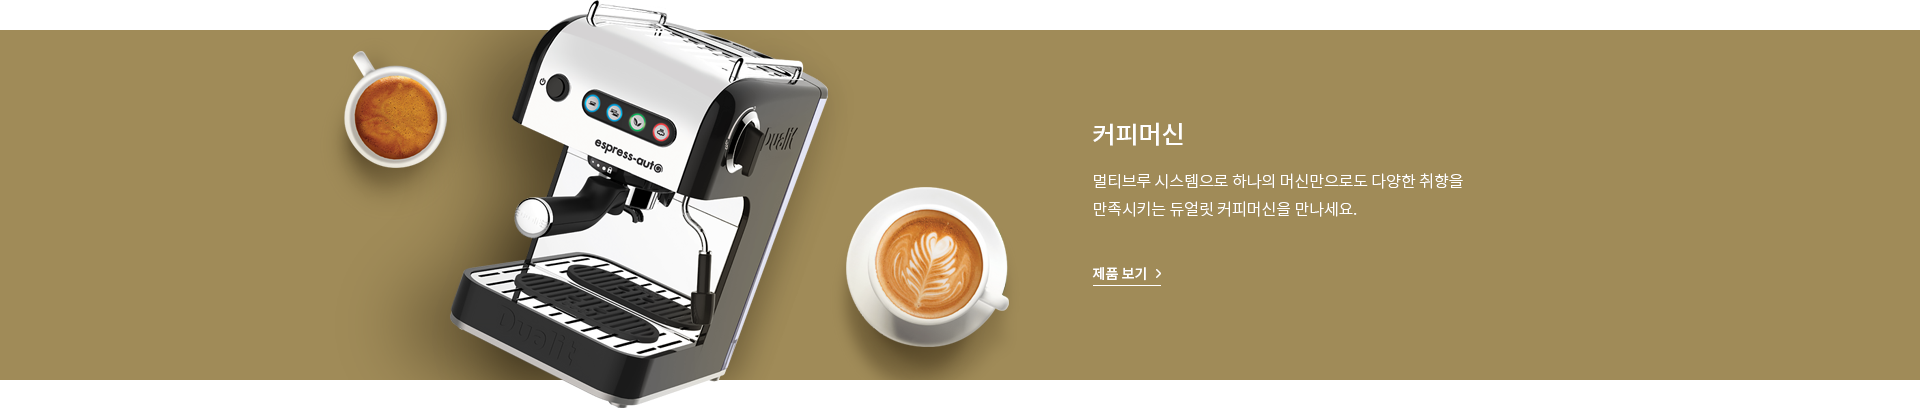 espress-auto
Dualit
Dualit
커피머신
멀티브루 시스템으로 하나의 머신만으로도 다양한 취향을
만족시키는 듀얼릿 커피머신을 만나세요.
제품 보기 >